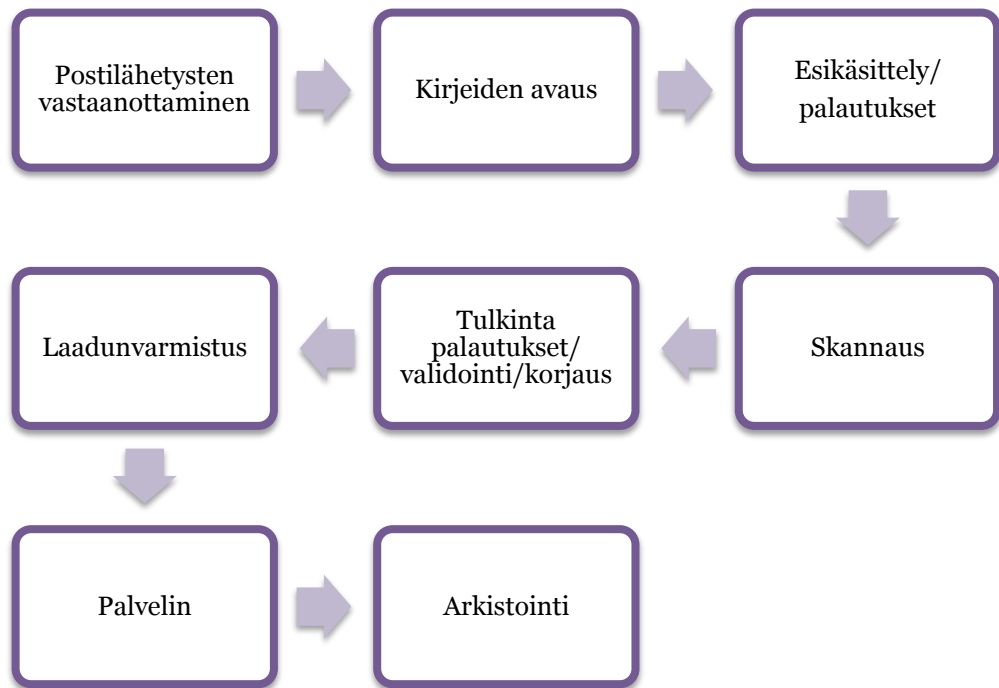 Postilähetysten
vastaanottaminen
Kirjeiden avaus
Esikäsittely/
palautukset
Skannaus
Tulkinta
palautukset/
validointi/korjaus
Laadunvarmistus
Palvelin
Arkistointi